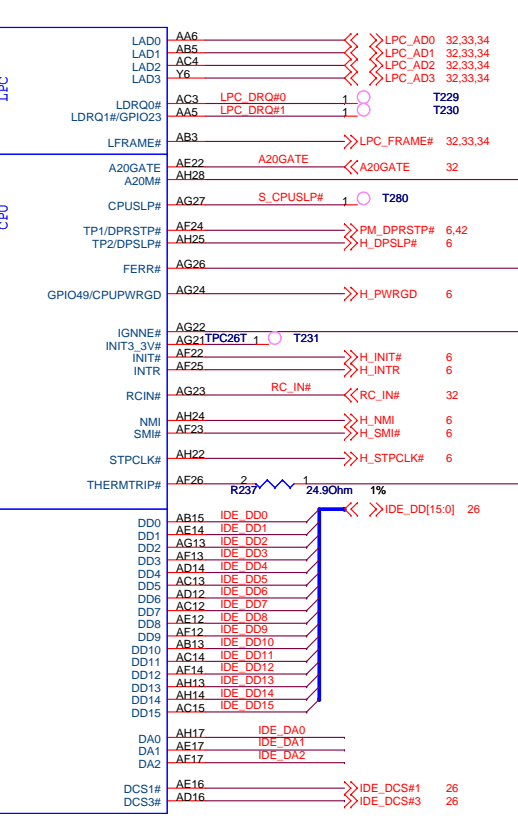 LPC
LAD0 AA6 LPC_AD0 32,33,34
LAD1 AB5 LPC_AD1 32,33,34
LAD2 AC4 LPC_AD2 32,33,34
LAD3 Y6 LPC_AD3 32,33,34
LDRQ0# AC3 LPC_DRQ#0 1 T229
LDRQ1#/GPIO23 AA5 LPC_DRQ#1 1 T230
LFRAME# AB3 LPC_FRAME# 32,33,34
CPU
A20GATE AE22 A20GATE A20GATE 32
A20M# AH28
CPUSLP# AG27 S_CPUSLP# 1 T280
TP1/DPRSTP# AF24 PM_DPRSTP# 6,42
TP2/DPSLP# AH25 H_DPSLP# 6
FERR# AG26
GPIO49/CPUPWRGD AG24 H_PWRGD 6
IGNNE# AG22
INIT3_3V# AG21 TPC26T 1 T231
INIT# AF22 H_INIT# 6
INTR AF25 H_INTR 6
RCIN# AG23 RC_IN# RC_IN# 32
NMI AH24 H_NMI 6
SMI# AF23 H_SMI# 6
STPCLK# AH22 H_STPCLK# 6
THERMTRIP# AF26 2 1
R237 24.9Ohm 1%
IDE_DD[15:0] 26
DD0 AB15 IDE_DD0
DD1 AE14 IDE_DD1
DD2 AG13 IDE_DD2
DD3 AF13 IDE_DD3
DD4 AD14 IDE_DD4
DD5 AC13 IDE_DD5
DD6 AD12 IDE_DD6
DD7 AC12 IDE_DD7
DD8 AE12 IDE_DD8
DD9 AF12 IDE_DD9
DD10 AB13 IDE_DD10
DD11 AC14 IDE_DD11
DD12 AF14 IDE_DD12
DD13 AH13 IDE_DD13
DD14 AH14 IDE_DD14
DD15 AC15 IDE_DD15
DA0 AH17 IDE_DA0
DA1 AE17 IDE_DA1
DA2 AF17 IDE_DA2
DCS1# AE16 IDE_DCS#1 26
DCS3# AD16 IDE_DCS#3 26